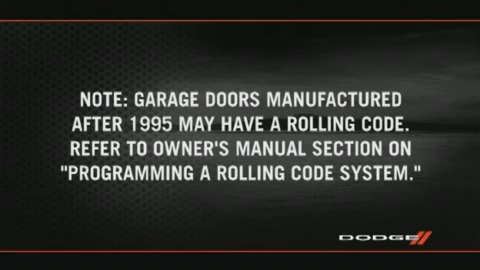 NOTE: GARAGE DOORS MANUFACTURED
AFTER 1995 MAY HAVE A ROLLING CODE.
REFER TO OWNER'S MANUAL SECTION ON
"PROGRAMMING A ROLLING CODE SYSTEM."
DODGE